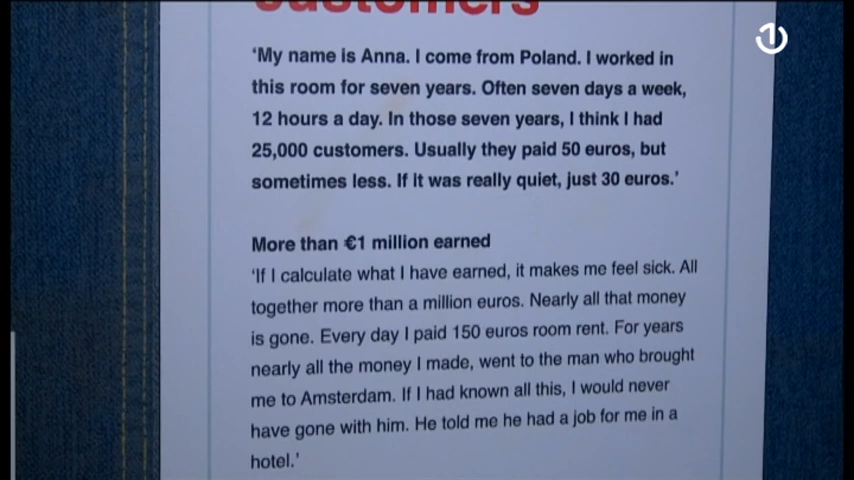 customers
'My name is Anna. I come from Poland. I worked in
this room for seven years. Often seven days a week,
12 hours a day. In those seven years, I think I had
25,000 customers. Usually they paid 50 euros, but
sometimes less. If it was really quiet, just 30 euros.'
More than €1 million earned
'If I calculate what I have earned, it makes me feel sick. All
together more than a million euros. Nearly all that money
is gone. Every day I paid 150 euros room rent. For years
nearly all the money I made, went to the man who brought
me to Amsterdam. If I had known all this, I would never
have gone with him. He told me he had a job for me in a
hotel.'
1